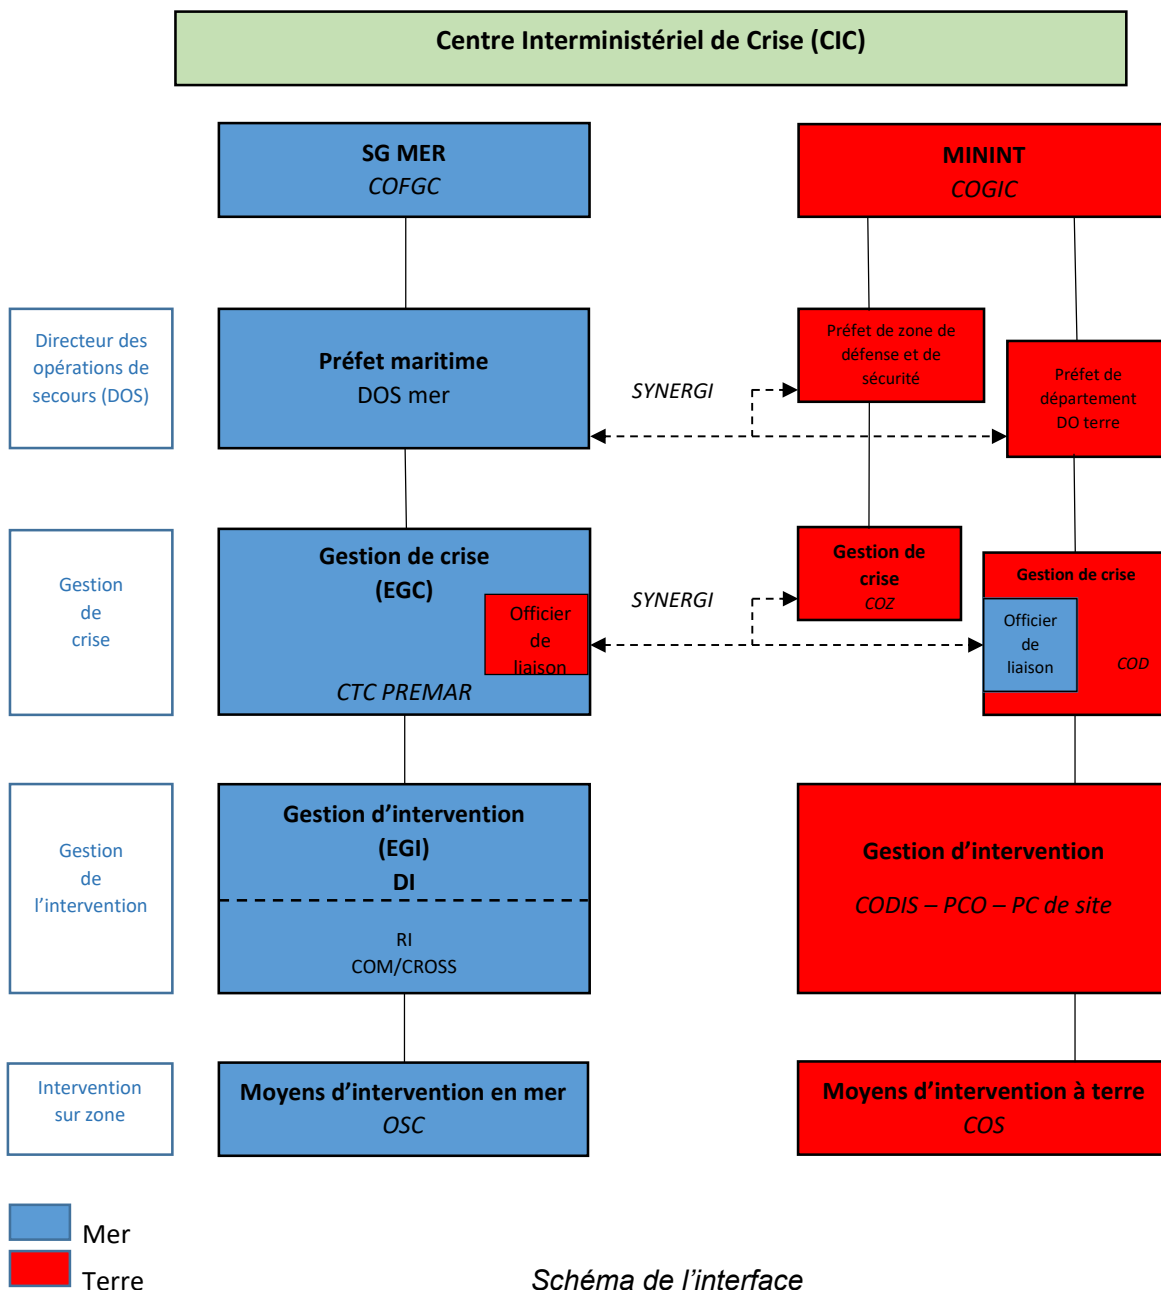 Centre Interministériel de Crise (CIC)
SG MER
COFGC
MININT
COGIC
Directeur des
opérations de
secours (DOS)
Préfet maritime
DOS mer
SYNERGI
Préfet de zone de
défense et de
sécurité
Préfet de
département
DO terre
Gestion
de
crise
Gestion de crise
(EGC)
Officier
de
liaison
CTC PREMAR
SYNERGI
Gestion de
crise
COZ
Gestion de crise
Officier
de
liaison
COD
Gestion
de
l’intervention
Gestion d’intervention
(EGI)
DI
RI
COM/CROSS
Gestion d’intervention
CODIS – PCO – PC de site
Intervention
sur zone
Moyens d’intervention en mer
OSC
Moyens d’intervention à terre
COS
Mer
Terre
Schéma de l’interface